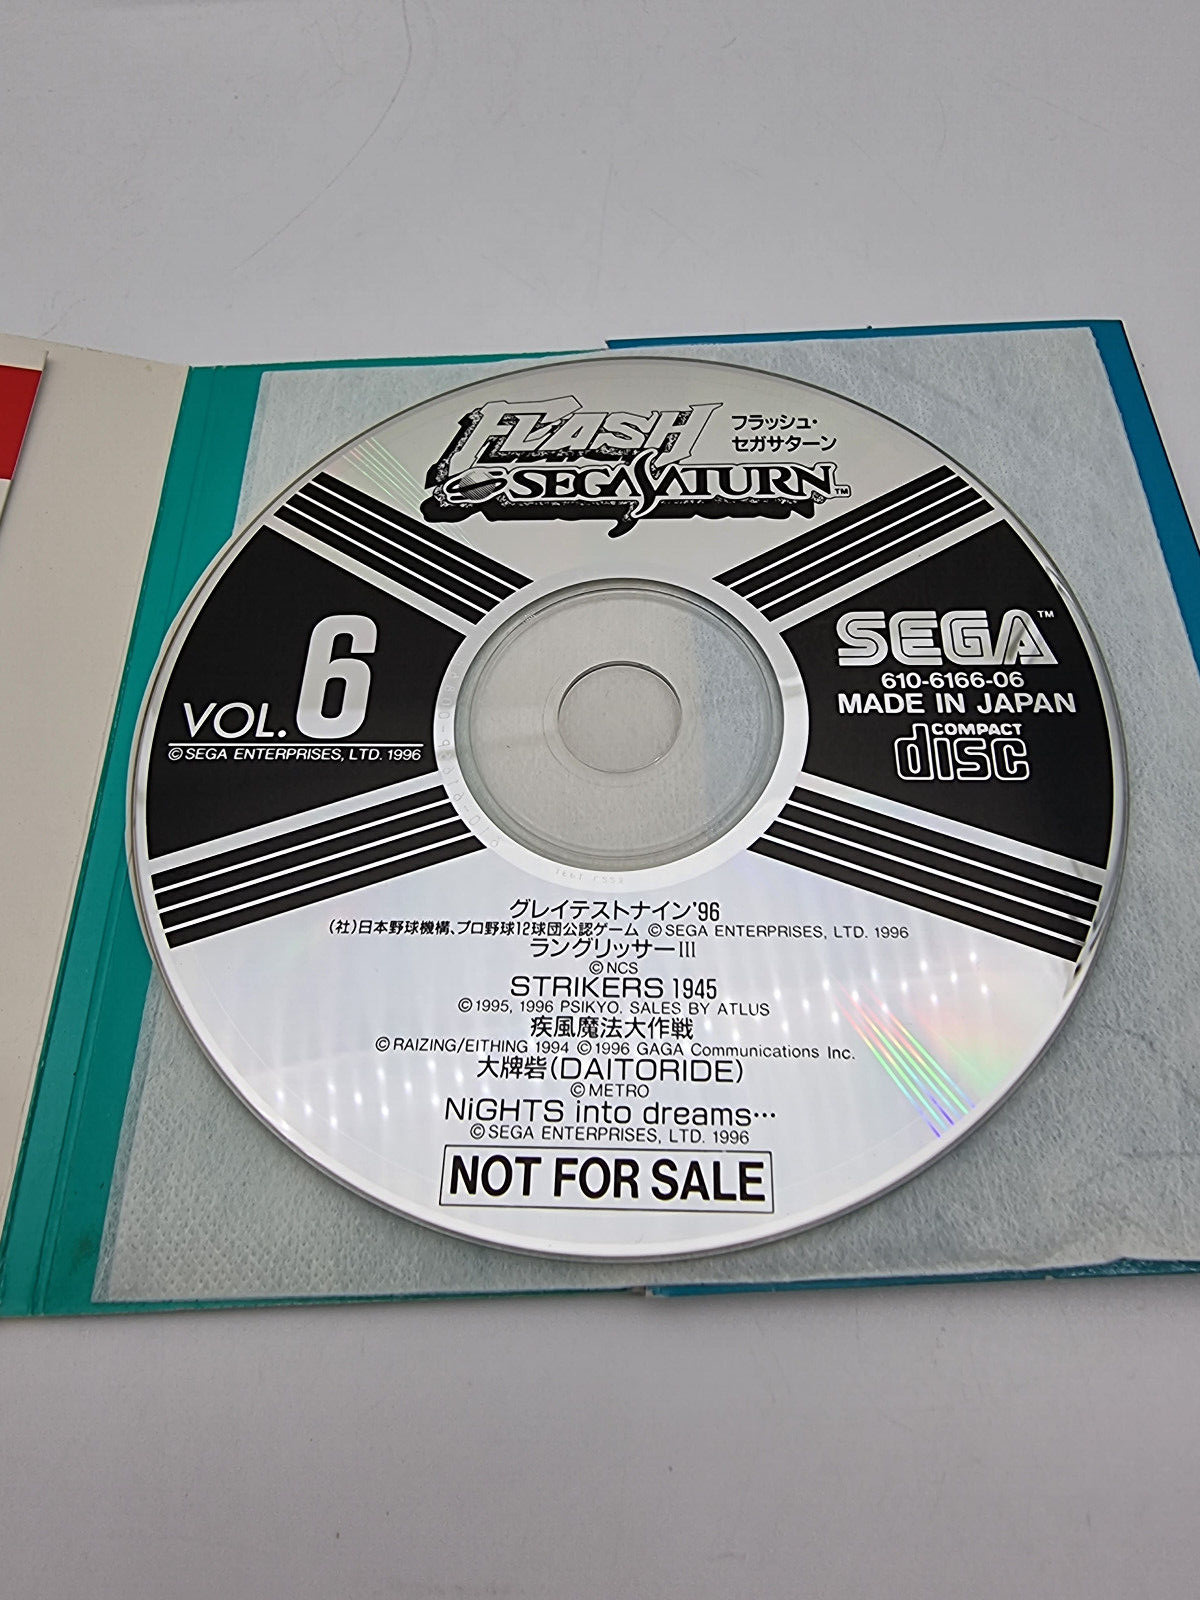 FLASH
フラッシュ・
セガサターン
SEGA SATURN™
VOL. 6
©SEGA ENTERPRISES, LTD. 1996
SEGA™
610-6166-06
MADE IN JAPAN
COMPACT
disc
グレイテストナイン'96
(社)日本野球機構、プロ野球12球団公認ゲーム ©SEGA ENTERPRISES, LTD. 1996
ラングリッサーIII
©NCS
STRIKERS 1945
©1995, 1996 PSIKYO. SALES BY ATLUS
疾風魔法大作戦
©RAIZING/EITHING 1994 ©1996 GAGA Communications Inc.
大牌砦(DAITORIDE)
©METRO
NiGHTS into dreams…
©SEGA ENTERPRISES, LTD. 1996
NOT FOR SALE